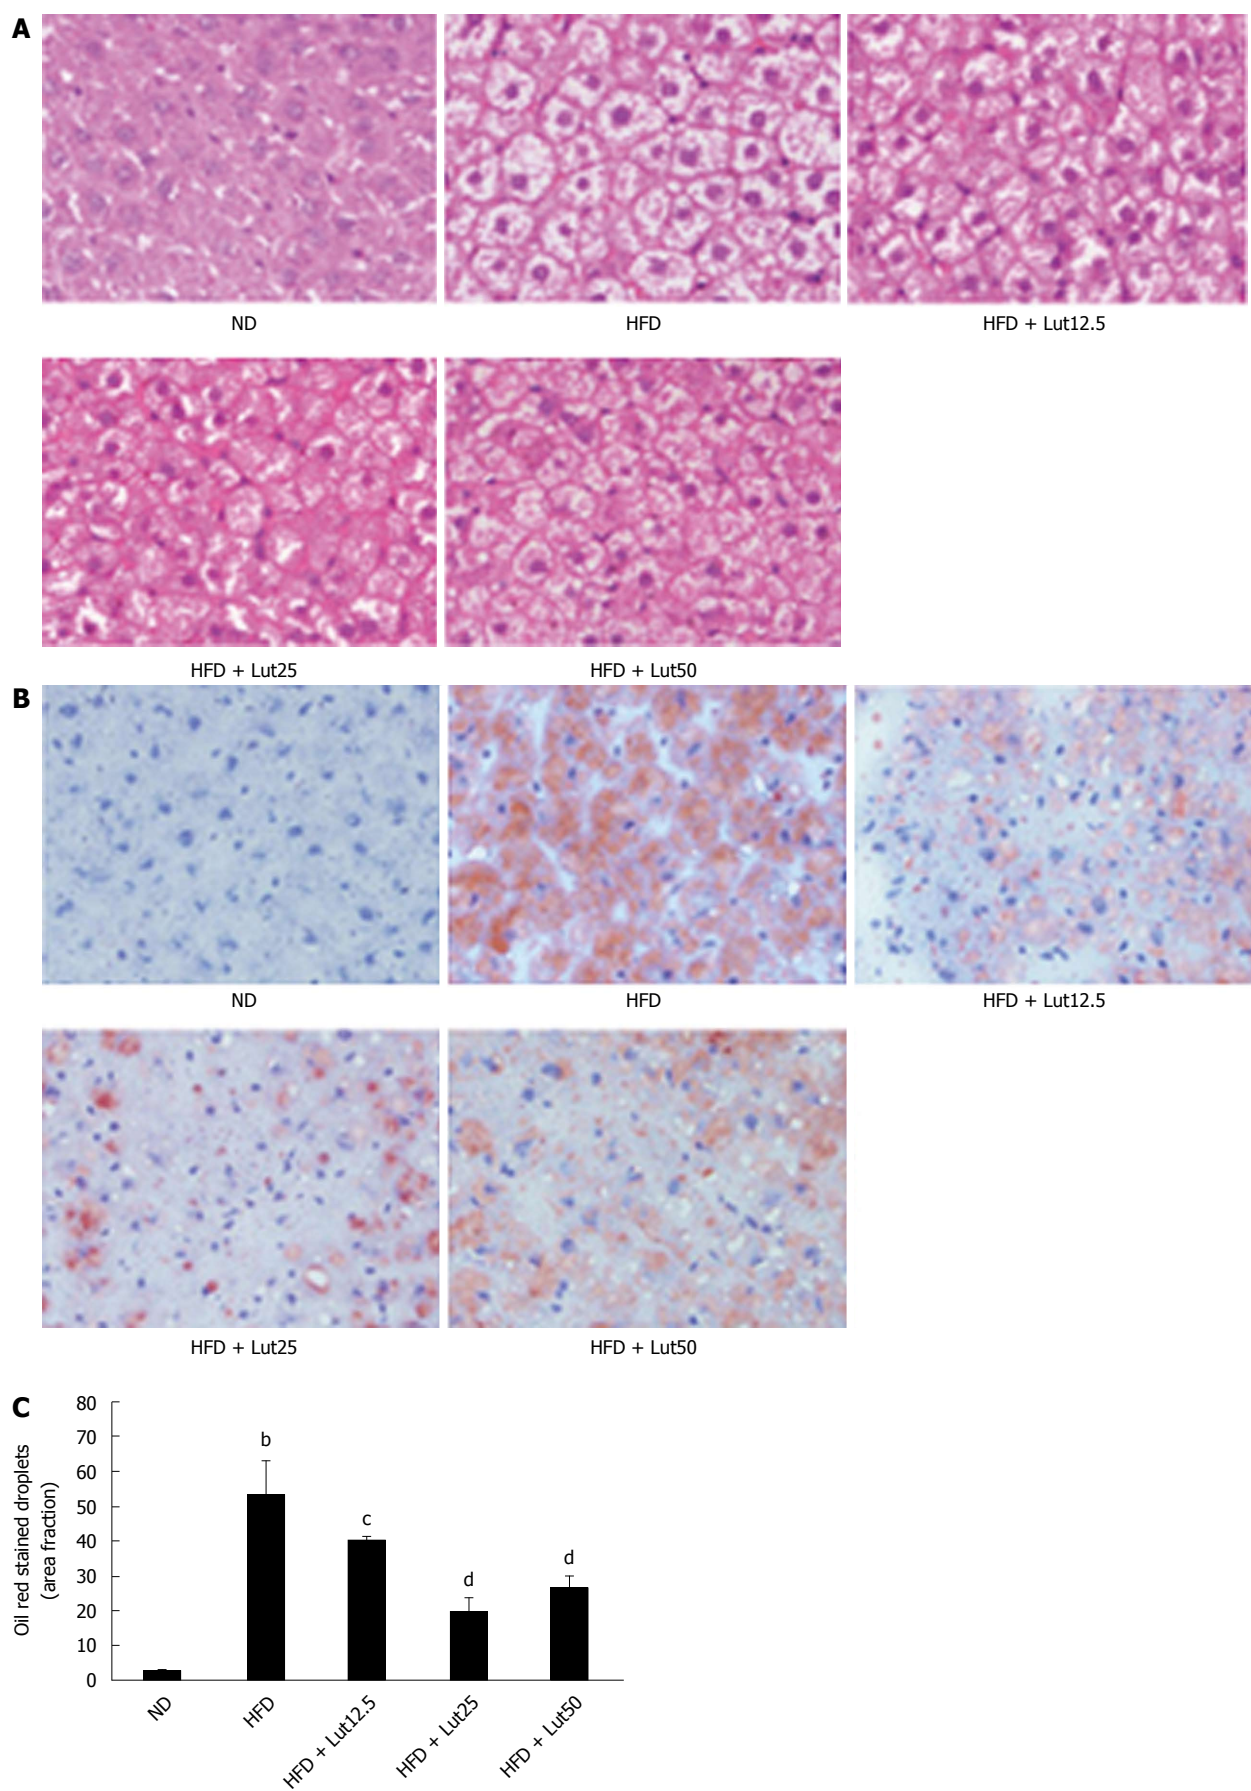 A
ND
HFD
HFD + Lut12.5
HFD + Lut25
HFD + Lut50
B
ND
HFD
HFD + Lut12.5
HFD + Lut25
HFD + Lut50
C
Oil red stained droplets
(area fraction)
80
70
60
50
40
30
20
10
0
b
c
d
d
ND
HFD
HFD + Lut12.5
HFD + Lut25
HFD + Lut50